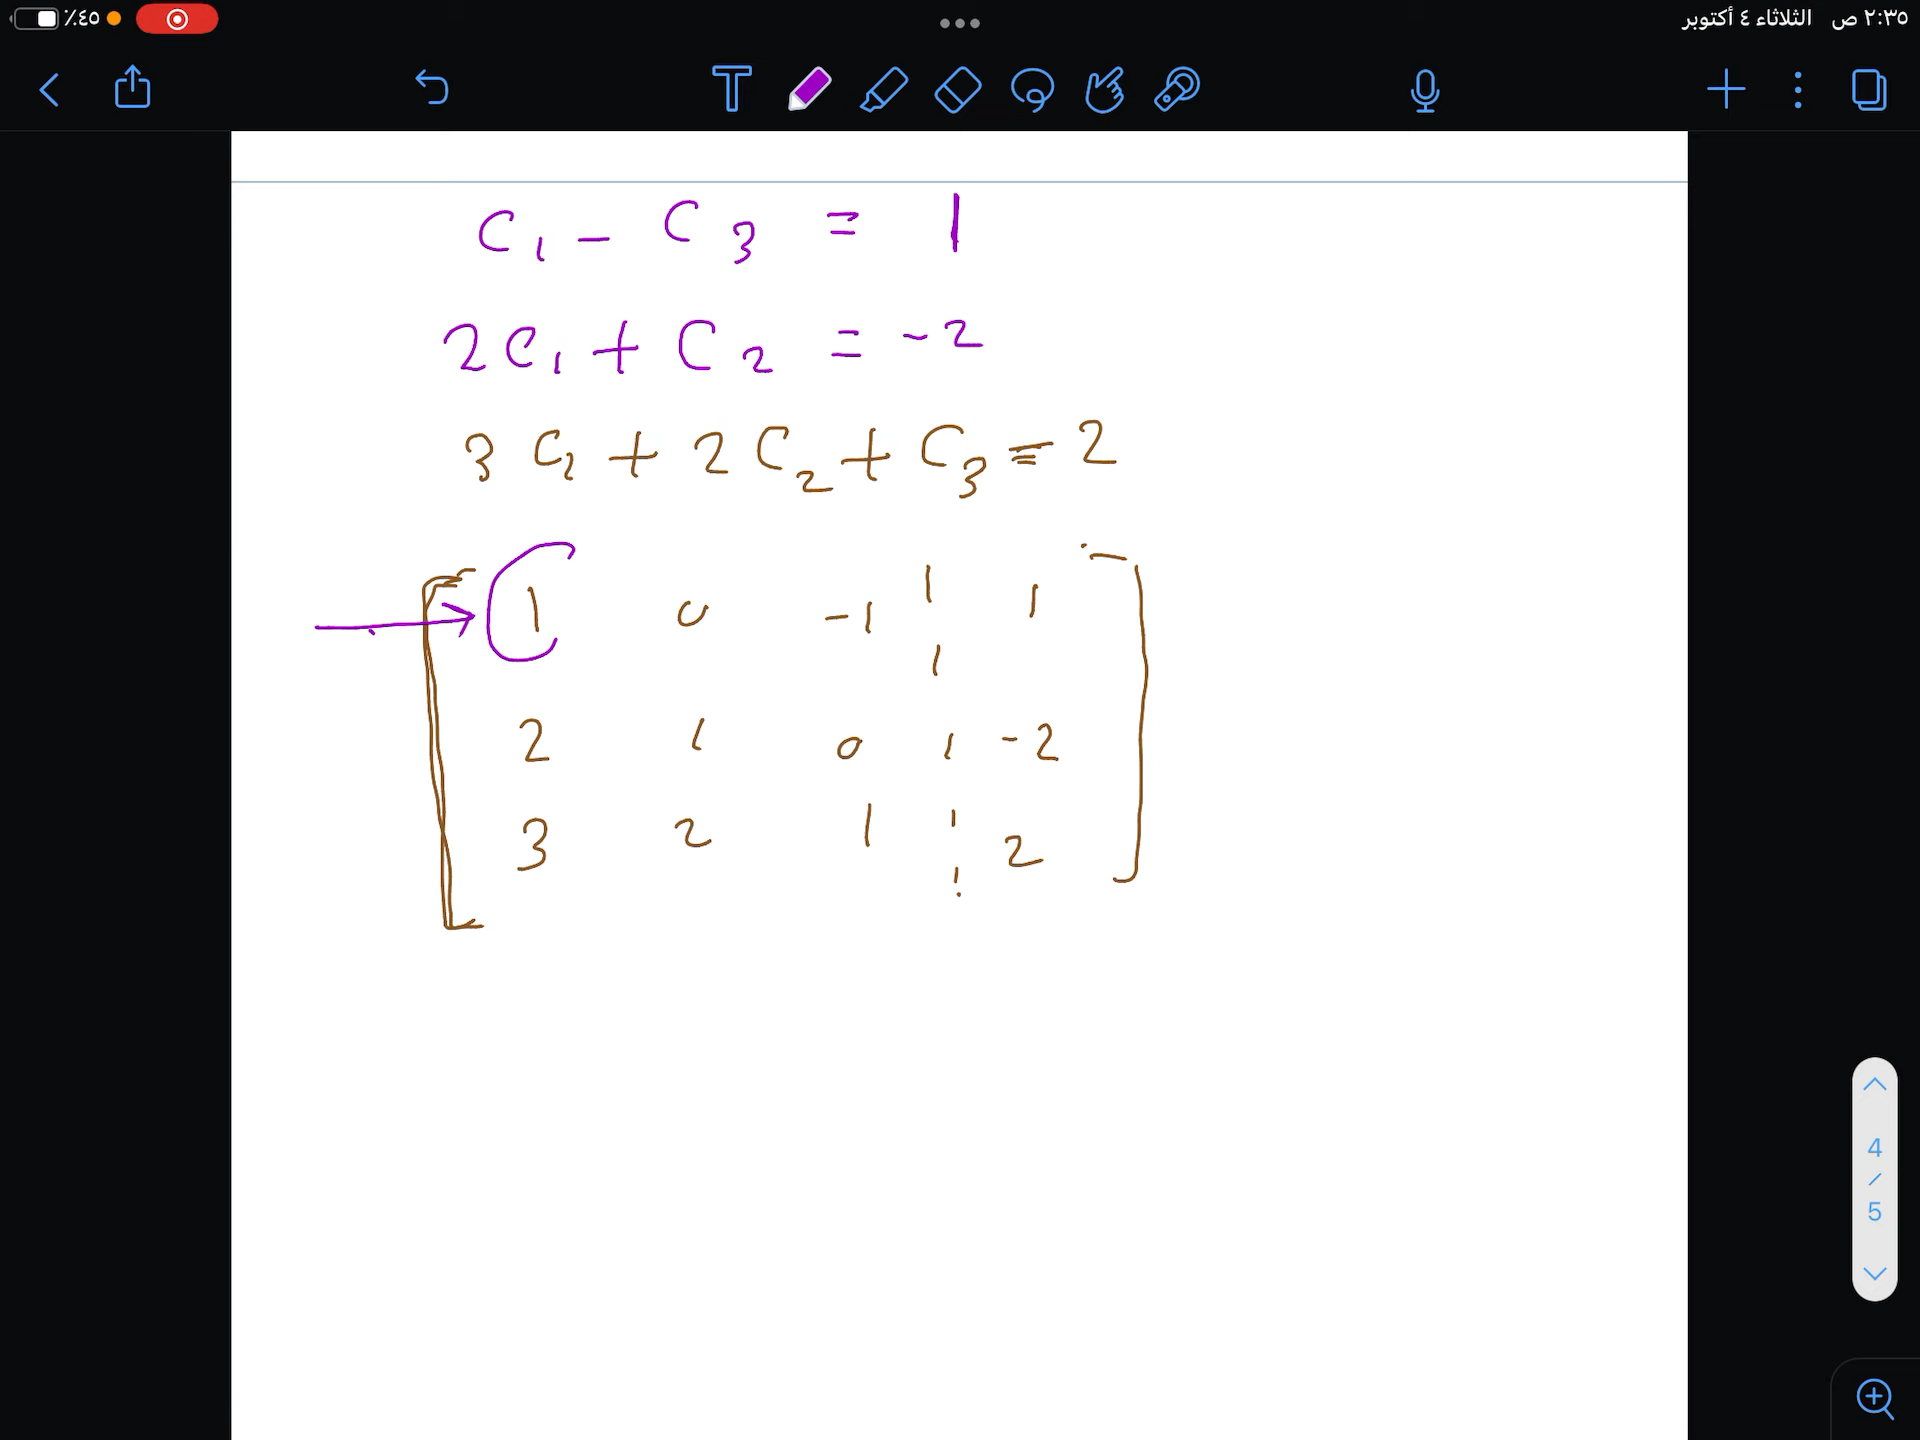 ٪٤٥
٢:٣٥ ص الثلاثاء ٤ أكتوبر
T
C₁ - C₃ = 1
2C₁ + C₂ = -2
3C₁ + 2C₂ + C₃ = 2
1 0 -1 | 1
2 1 0 | -2
3 2 1 | 2
4
/
5